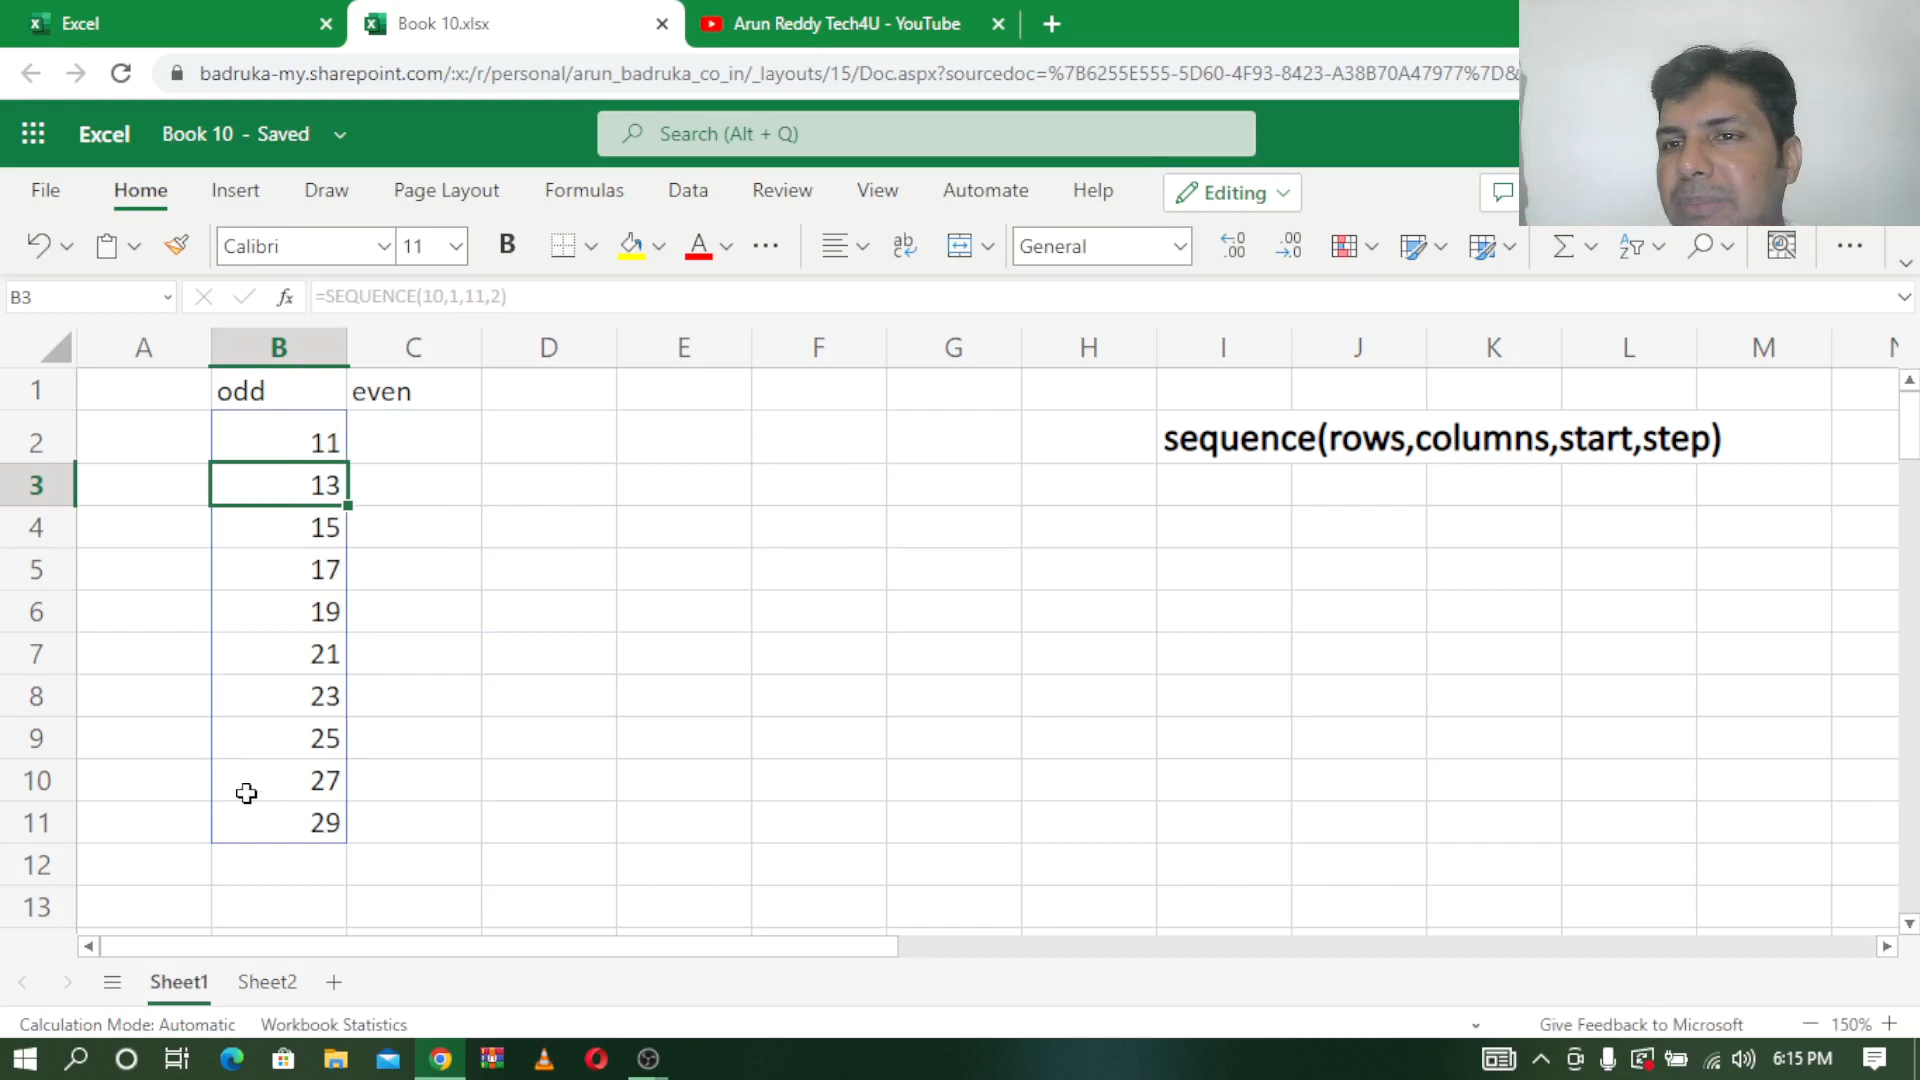 Excel
Book 10.xlsx
Arun Reddy Tech4U - YouTube
badruka-my.sharepoint.com/:x:/r/personal/arun_badruka_co_in/_layouts/15/Doc.aspx?sourcedoc=%7B6255E555-5D60-4F93-8423-A38B70A47977%7D&
Excel Book 10 - Saved
Search (Alt + Q)
File Home Insert Draw Page Layout Formulas Data Review View Automate Help Editing
Calibri 11 B General
B3 fx =SEQUENCE(10,1,11,2)
A B C D E F G H I J K L M N
1 odd even
2 11 sequence(rows,columns,start,step)
3 13
4 15
5 17
6 19
7 21
8 23
9 25
10 27
11 29
12
13
Sheet1 Sheet2
Calculation Mode: Automatic Workbook Statistics Give Feedback to Microsoft 150%
6:15 PM